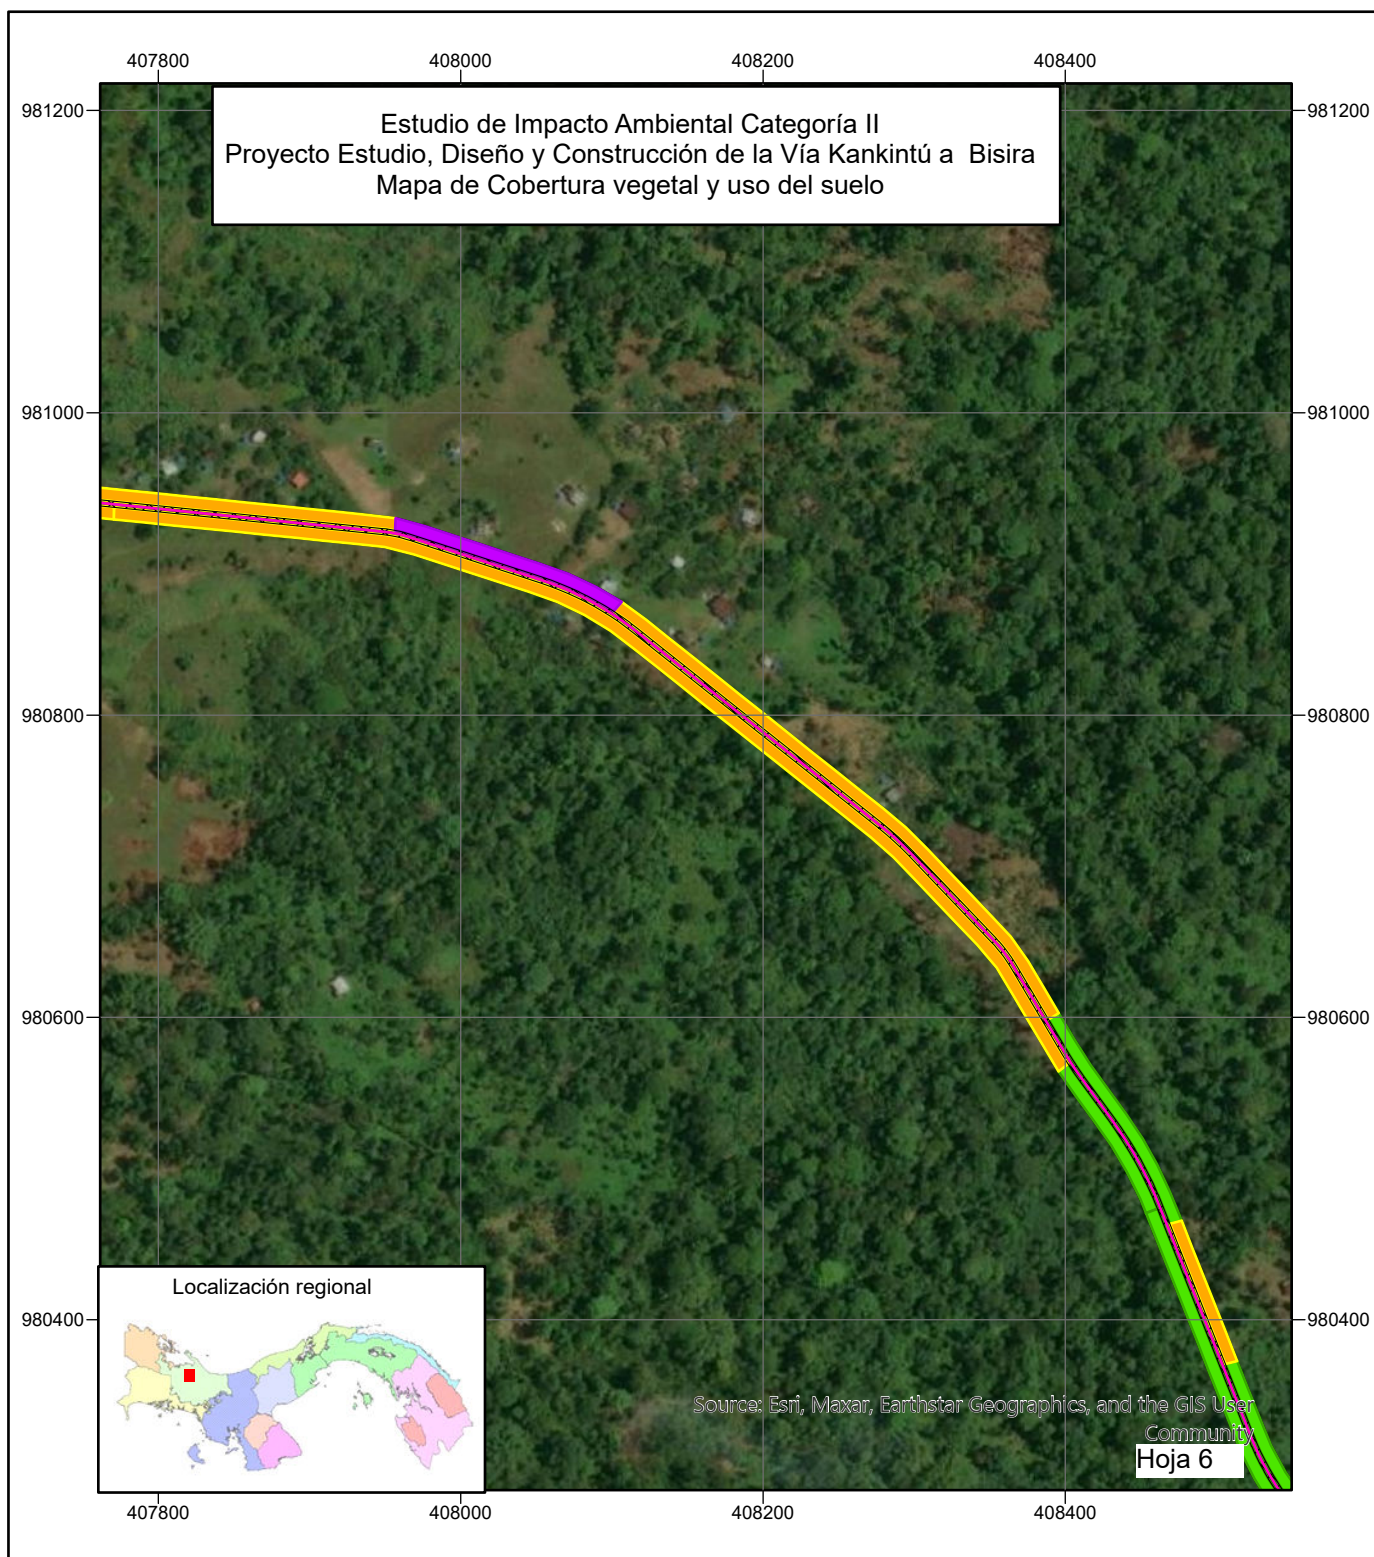 407800 408000 408200 408400
981200 981200
Estudio de Impacto Ambiental Categoría II
Proyecto Estudio, Diseño y Construcción de la Vía Kankintú a Bisira
Mapa de Cobertura vegetal y uso del suelo
981000 981000
980800 980800
980600 980600
Localización regional
980400 980400
Source: Esri, Maxar, Earthstar Geographics, and the GIS User
Community
Hoja 6
407800 408000 408200 408400